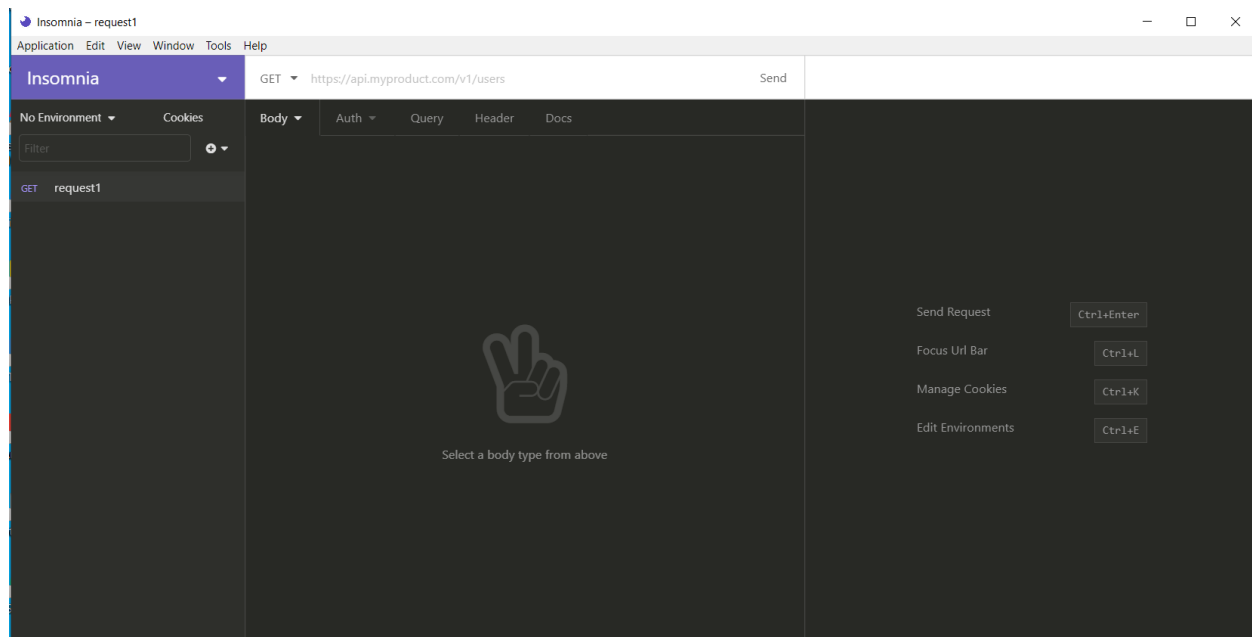 Insomnia – request1
Application Edit View Window Tools Help
Insomnia
GET https://api.myproduct.com/v1/users Send
No Environment Cookies
Filter
GET request1
Body Auth Query Header Docs
Select a body type from above
Send Request Ctrl+Enter
Focus Url Bar Ctrl+L
Manage Cookies Ctrl+K
Edit Environments Ctrl+E